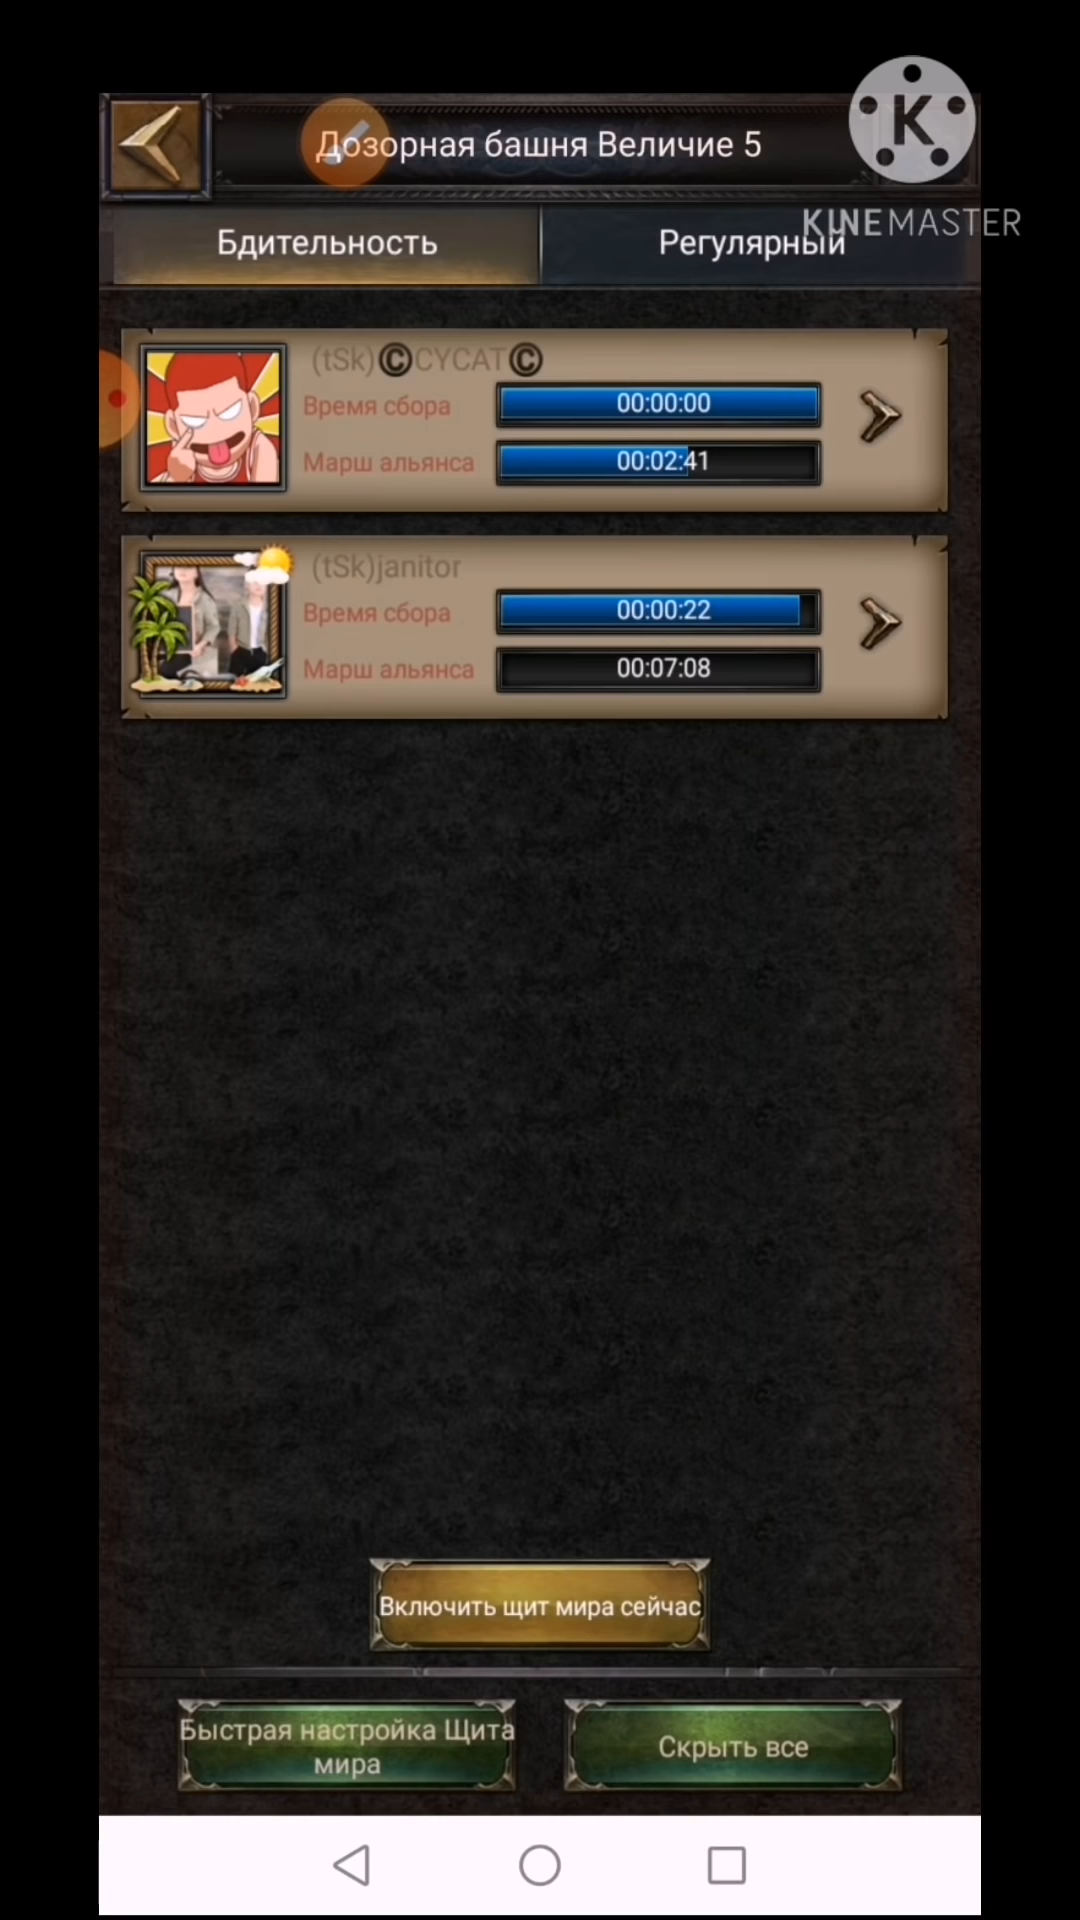 Дозорная башня Величие 5
K
KINEMASTER
Бдительность
Регулярный
(tSk)©CYCAT©
Время сбора
00:00:00
Марш альянса
00:02:41
(tSk)janitor
Время сбора
00:00:22
Марш альянса
00:07:08
Включить щит мира сейчас
Быстрая настройка Щита
мира
Скрыть все